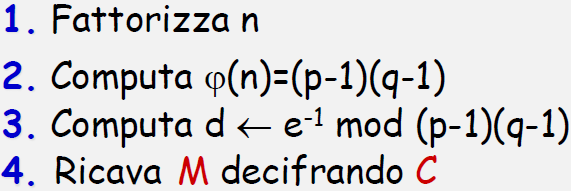 1. Fattorizza n
2. Computa φ(n)=(p-1)(q-1)
3. Computa d ← e⁻¹ mod (p-1)(q-1)
4. Ricava M decifrando C